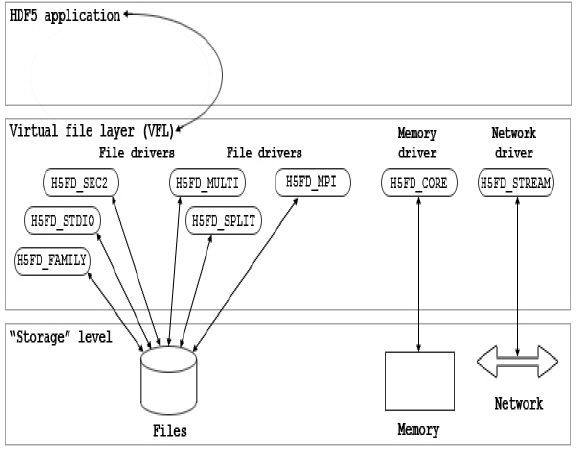 HDF5 application
Virtual file layer (VFL)
File drivers
File drivers
Memory
driver
Network
driver
H5FD_SEC2
H5FD_MULTI
H5FD_MPI
H5FD_CORE
H5FD_STREAM
H5FD_STDIO
H5FD_SPLIT
H5FD_FAMILY
“Storage” level
Files
Memory
Network